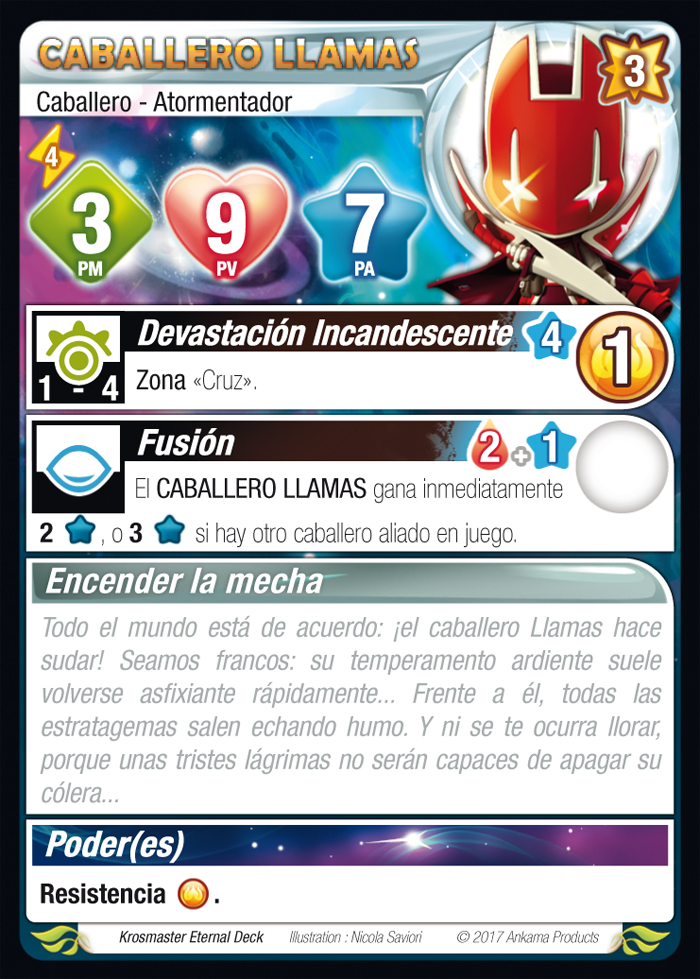 CABALLERO LLAMAS
3
Caballero - Atormentador
4
3
PM
9
PV
7
PA
Devastación Incandescente 4
1 - 4
Zona «Cruz».
1
Fusión 2 + 1
El CABALLERO LLAMAS gana inmediatamente
2 , o 3 si hay otro caballero aliado en juego.
Encender la mecha
Todo el mundo está de acuerdo: ¡el caballero Llamas hace
sudar! Seamos francos: su temperamento ardiente suele
volverse asfixiante rápidamente... Frente a él, todas las
estratagemas salen echando humo. Y ni se te ocurra llorar,
porque unas tristes lágrimas no serán capaces de apagar su
cólera...
Poder(es)
Resistencia .
Krosmaster Eternal Deck Illustration : Nicola Saviori © 2017 Ankama Products